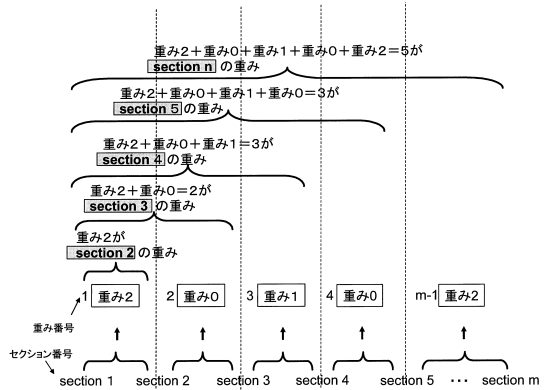 重み2＋重み0＋重み1＋重み0＋重み2＝5が
section n の重み
重み2＋重み0＋重み1＋重み0＝3が
section 5 の重み
重み2＋重み0＋重み1＝3が
section 4 の重み
重み2＋重み0＝2が
section 3 の重み
重み2が
section 2 の重み
1 重み2 2 重み0 3 重み1 4 重み0 m-1 重み2
重み番号
セクション番号
section 1 section 2 section 3 section 4 section 5 … section m